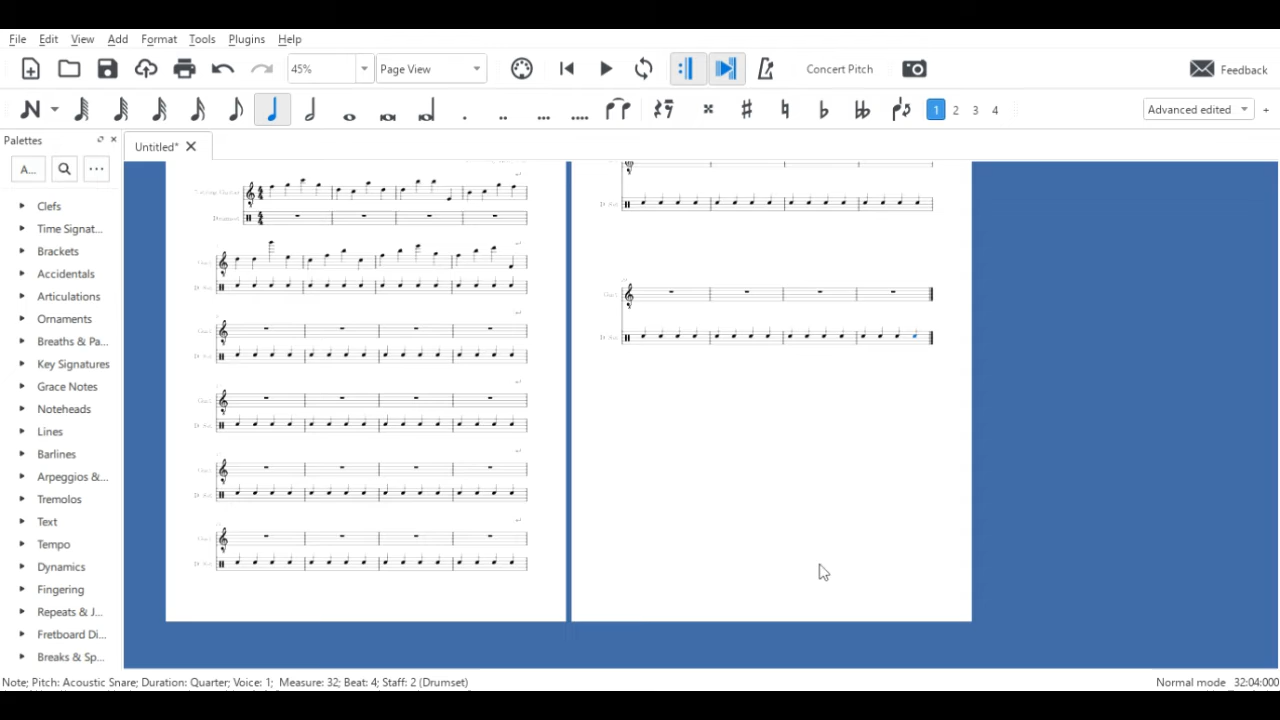 File Edit View Add Format Tools Plugins Help
45% Page View Concert Pitch Feedback
1 2 3 4 Advanced edited +
Palettes
Untitled*
A... ...
Clefs
Time Signat...
Brackets
Accidentals
Articulations
Ornaments
Breaths & Pa...
Key Signatures
Grace Notes
Noteheads
Lines
Barlines
Arpeggios &...
Tremolos
Text
Tempo
Dynamics
Fingering
Repeats & J...
Fretboard Di...
Breaks & Sp...
Note; Pitch: Acoustic Snare; Duration: Quarter; Voice: 1; Measure: 32; Beat: 4; Staff: 2 (Drumset)
Normal mode 32:04:000